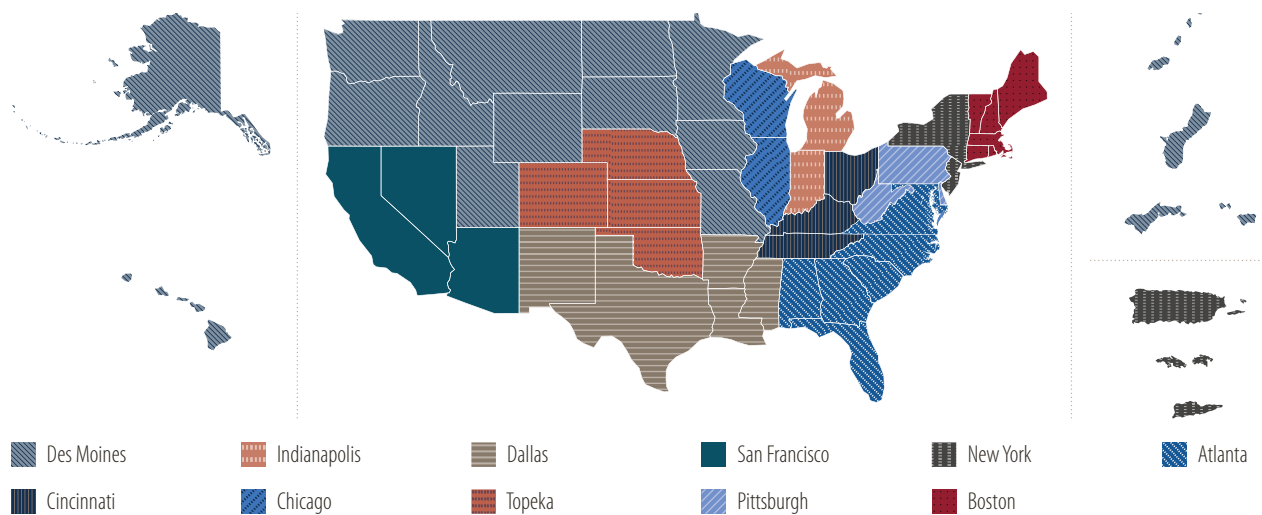 Des Moines
Indianapolis
Dallas
San Francisco
New York
Atlanta
Cincinnati
Chicago
Topeka
Pittsburgh
Boston